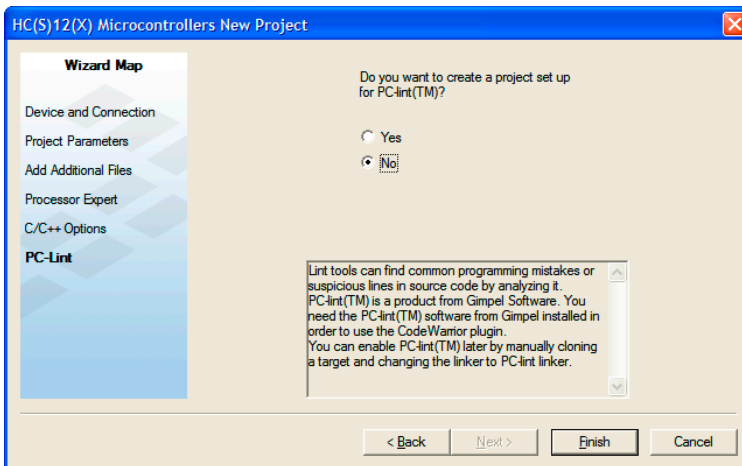 HC(S)12(X) Microcontrollers New Project
Wizard Map
Device and Connection
Project Parameters
Add Additional Files
Processor Expert
C/C++ Options
PC-Lint
Do you want to create a project set up
for PC-lint(TM)?
Yes
No
Lint tools can find common programming mistakes or
suspicious lines in source code by analyzing it.
PC-lint(TM) is a product from Gimpel Software. You
need the PC-lint(TM) software from Gimpel installed in
order to use the CodeWarrior plugin.
You can enable PC-lint(TM) later by manually cloning
a target and changing the linker to PC-lint linker.
< Back Next > Finish Cancel